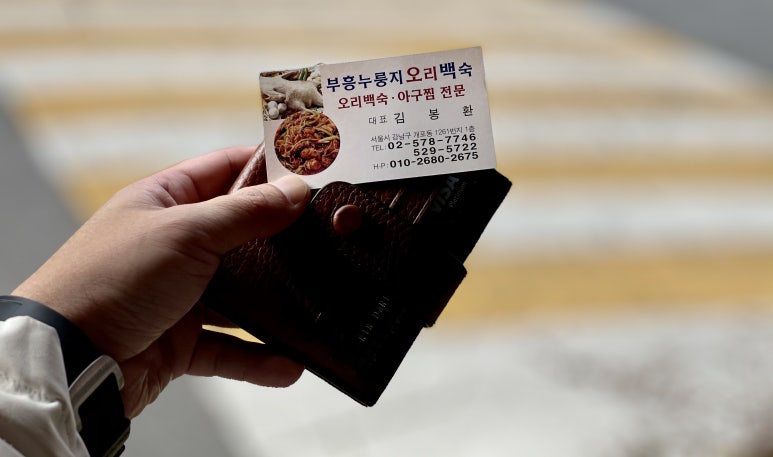 부흥누룽지오리백숙
오리백숙·아구찜 전문
대표 김 봉 환
서울시 강남구 개포동 1261번지 1층
TEL: 02-578-7746
529-5722
H·P: 010-2680-2675
VISA
Platinum